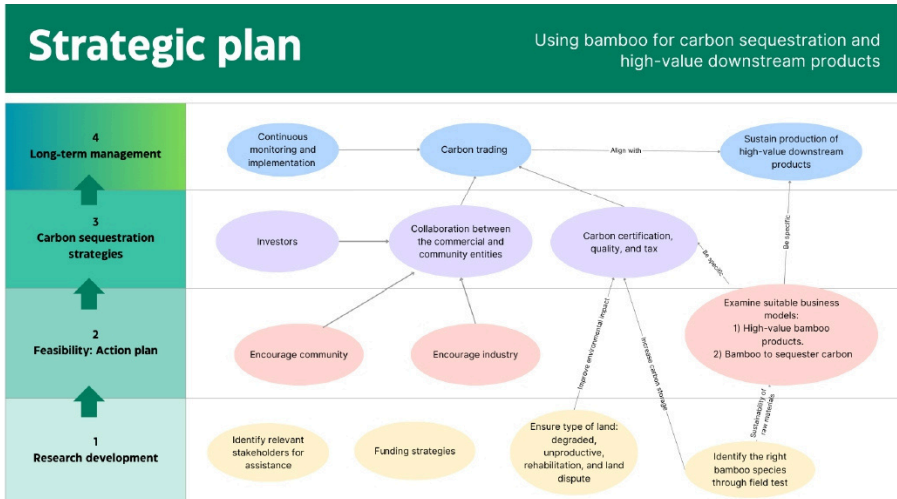 Strategic plan
Using bamboo for carbon sequestration and
high-value downstream products
4
Long-term management
Continuous
monitoring and
implementation
Carbon trading
Align with
Sustain production of
high-value downstream
products
3
Carbon sequestration
strategies
Investors
Collaboration between
the commercial and
community entities
Carbon certification,
quality, and tax
Be specific
Be specific
2
Feasibility: Action plan
Encourage community
Encourage industry
Improve environmental impact
Increase carbon storage
Examine suitable business
models:
1) High-value bamboo
products.
2) Bamboo to sequester carbon
Sustainability of
raw materials
1
Research development
Identify relevant
stakeholders for
assistance
Funding strategies
Ensure type of land:
degraded,
unproductive,
rehabilitation, and land
dispute
Identify the right
bamboo species
through field test